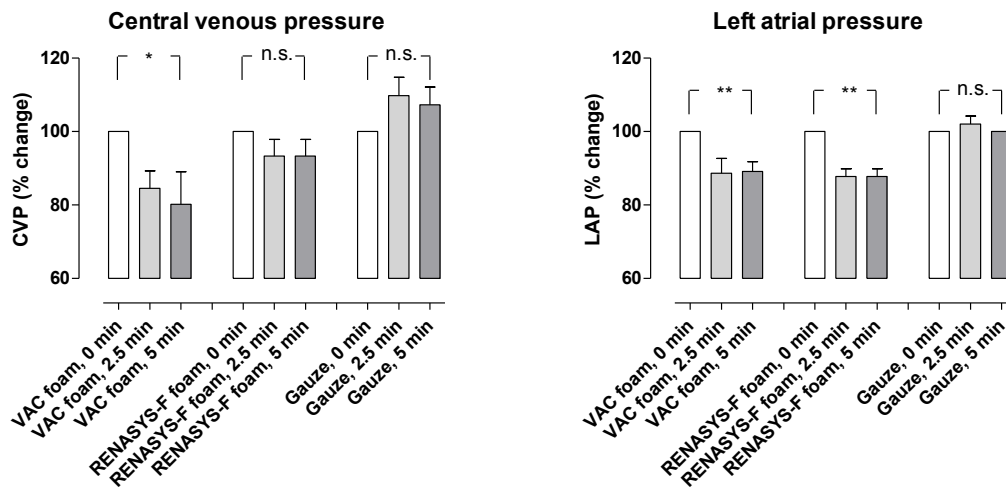 Central venous pressure
CVP (% change)
120
100
80
60
*
n.s.
n.s.
VAC foam, 0 min
VAC foam, 2.5 min
VAC foam, 5 min
RENASYS-F foam, 0 min
RENASYS-F foam, 2.5 min
RENASYS-F foam, 5 min
Gauze, 0 min
Gauze, 2.5 min
Gauze, 5 min
Left atrial pressure
LAP (% change)
120
100
80
60
**
**
n.s.
VAC foam, 0 min
VAC foam, 2.5 min
VAC foam, 5 min
RENASYS-F foam, 0 min
RENASYS-F foam, 2.5 min
RENASYS-F foam, 5 min
Gauze, 0 min
Gauze, 2.5 min
Gauze, 5 min